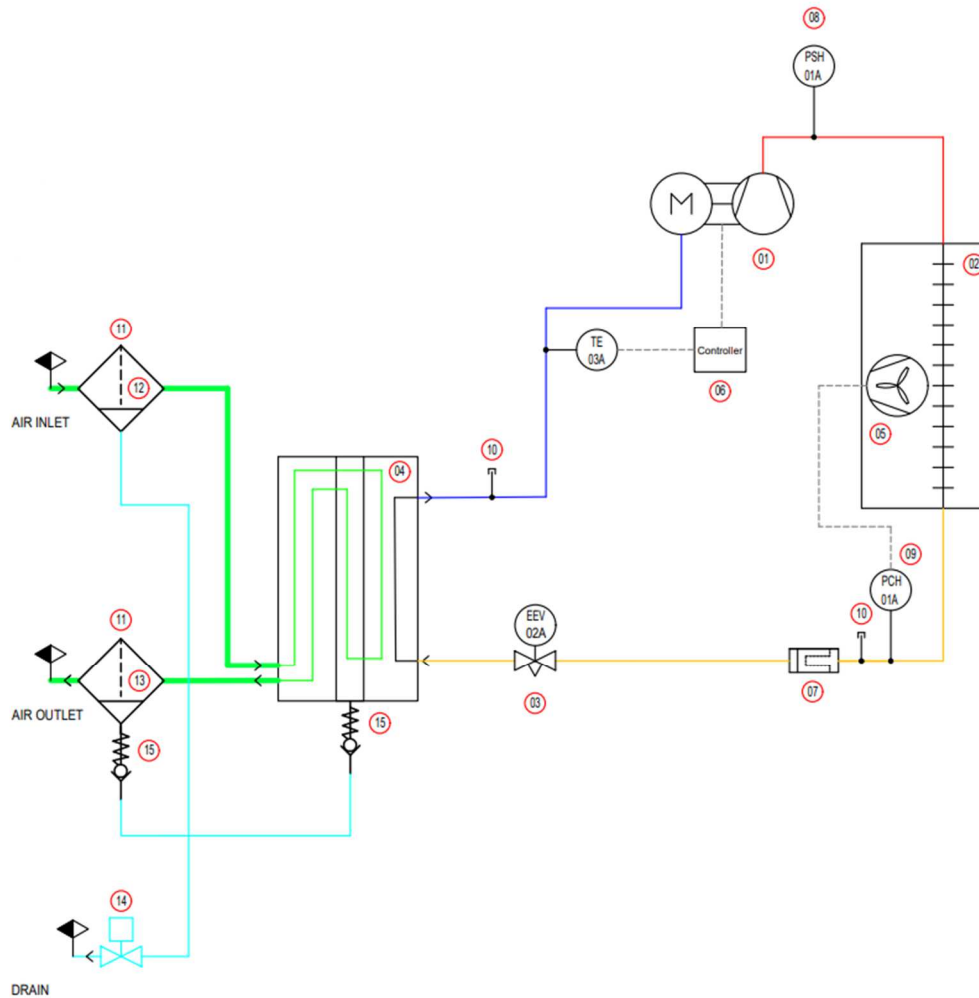 08
PSH
01A
M
01
02
11
TE
03A
Controller
12
06
05
AIR INLET
10
04
09
PCH
01A
EEV
02A
10
11
13
07
03
AIR OUTLET
15
15
14
DRAIN